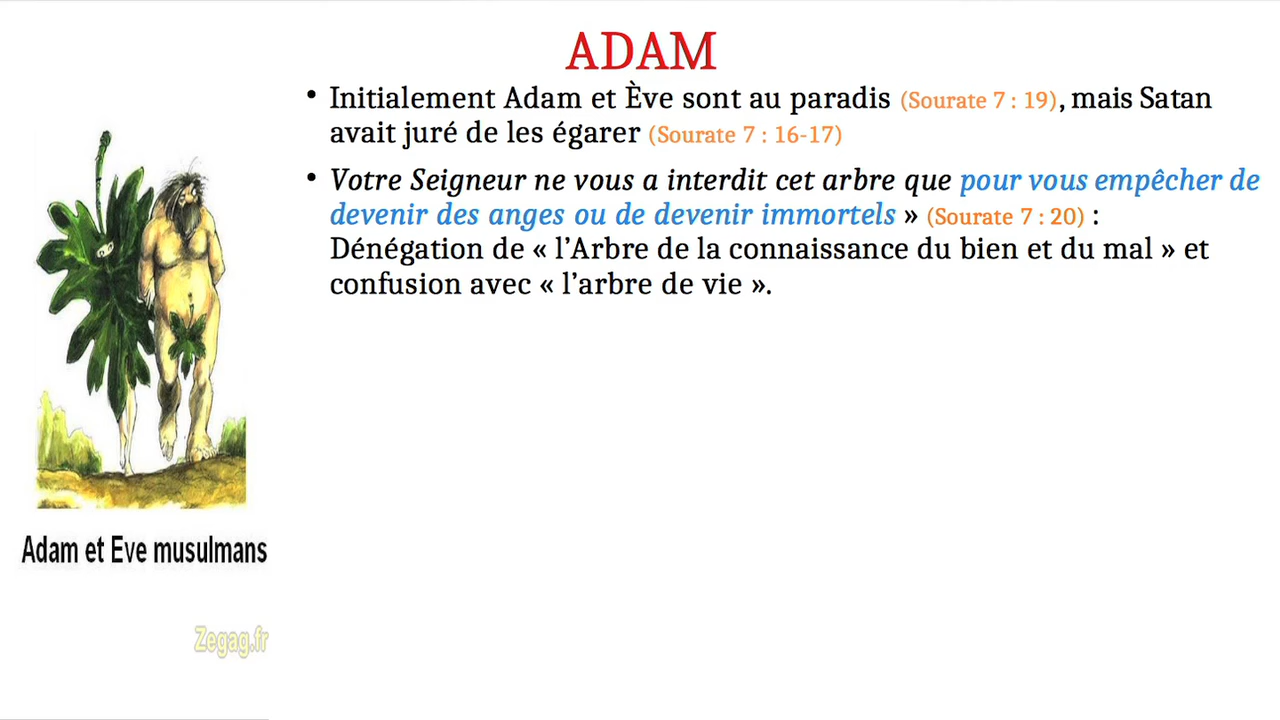 ADAM
• Initialement Adam et Ève sont au paradis (Sourate 7 : 19), mais Satan
avait juré de les égarer (Sourate 7 : 16-17)
• Votre Seigneur ne vous a interdit cet arbre que pour vous empêcher de
devenir des anges ou de devenir immortels » (Sourate 7 : 20) :
Dénégation de « l’Arbre de la connaissance du bien et du mal » et
confusion avec « l’arbre de vie ».
Adam et Eve musulmans
Zegag.fr